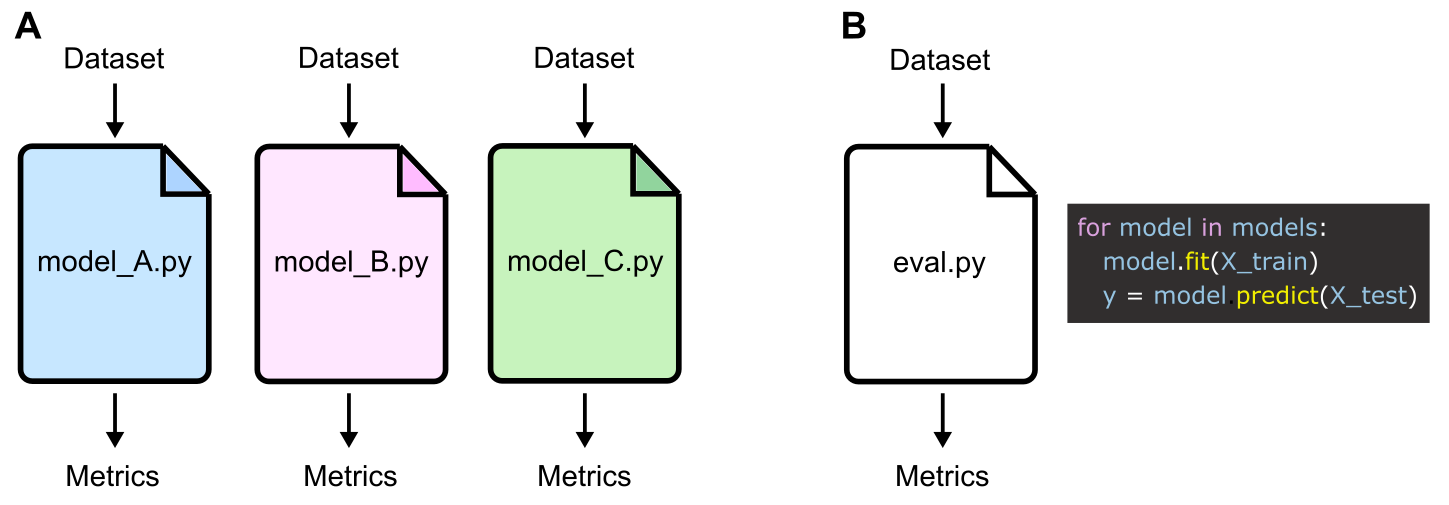 A
Dataset
Dataset
Dataset
model_A.py
model_B.py
model_C.py
Metrics
Metrics
Metrics
B
Dataset
eval.py
for model in models:
model.fit(X_train)
y = model.predict(X_test)
Metrics